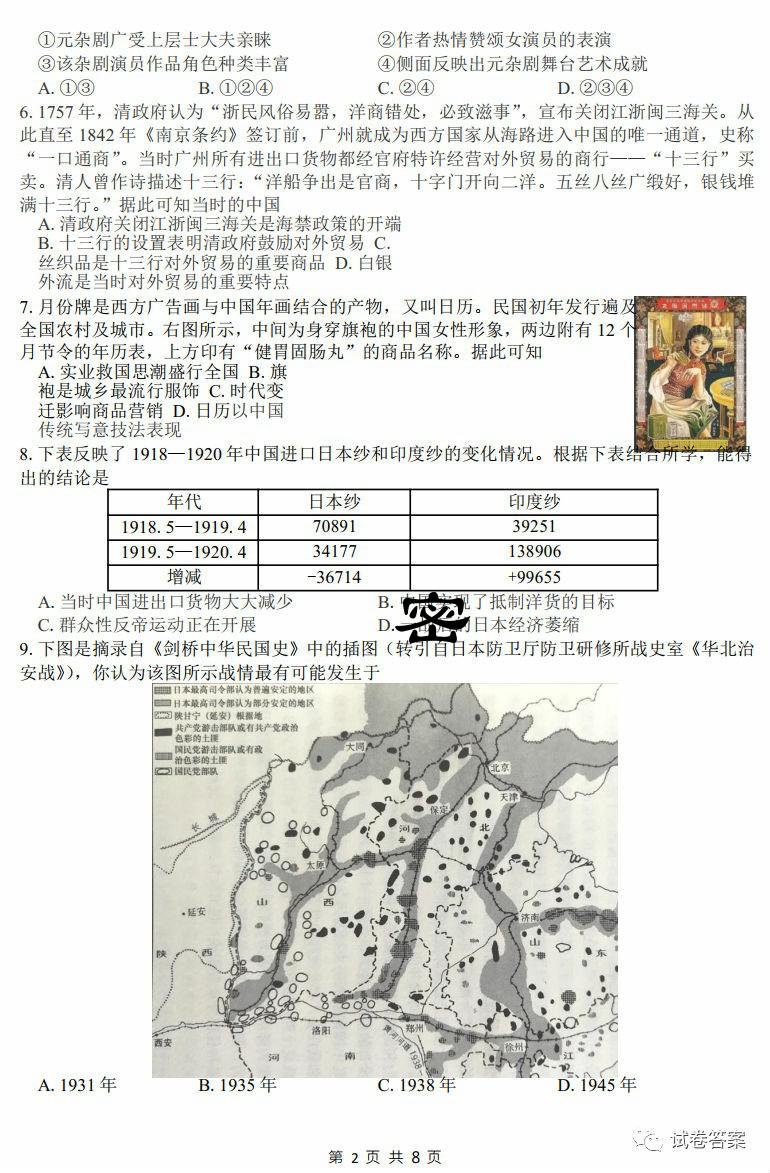 ①元杂剧广受上层士大夫亲睐 ②作者热情赞颂女演员的表演
③该杂剧演员作品角色种类丰富 ④侧面反映出元杂剧舞台艺术成就
A. ①③ B. ①②④ C. ②④ D. ②③④
6. 1757 年，清政府认为“浙民风俗易嚣，洋商错处，必致滋事”，宣布关闭江浙闽三海关。从
此直至 1842 年《南京条约》签订前，广州就成为西方国家从海路进入中国的唯一通道，史称
“一口通商”。当时广州所有进出口货物都经官府特许经营对外贸易的商行——“十三行”买
卖。清人曾作诗描述十三行：“洋船争出是官商，十字门开向二洋。五丝八丝广缎好，银钱堆
满十三行。”据此可知当时的中国
A. 清政府关闭江浙闽三海关是海禁政策的开端
B. 十三行的设置表明清政府鼓励对外贸易 C.
丝织品是十三行对外贸易的重要商品 D. 白银
外流是当时对外贸易的重要特点
7. 月份牌是西方广告画与中国年画结合的产物，又叫日历。民国初年发行遍及
全国农村及城市。右图所示，中间为身穿旗袍的中国女性形象，两边附有 12 个
月节令的年历表，上方印有“健胃固肠丸”的商品名称。据此可知
A. 实业救国思潮盛行全国 B. 旗
袍是城乡最流行服饰 C. 时代变
迁影响商品营销 D. 日历以中国
传统写意技法表现
8. 下表反映了 1918—1920 年中国进口日本纱和印度纱的变化情况。根据下表结合所学，能得
出的结论是
年代 日本纱 印度纱
1918. 5—1919. 4 70891 39251
1919. 5—1920. 4 34177 138906
增减 -36714 +99655
A. 当时中国进出口货物大大减少 B. 中国实现了抵制洋货的目标
密
C. 群众性反帝运动正在开展 D. 日本经济萎缩
9. 下图是摘录自《剑桥中华民国史》中的插图（转引自日本防卫厅防卫研修所战史室《华北治
安战》），你认为该图所示战情最有可能发生于
日本最高司令部认为普遍安定的地区
日本最高司令部认为部分安定的地区
陕甘宁（延安）根据地
共产党游击部队或有共产党政治
色彩的土匪
国民党游击部队或有政
治色彩的土匪
国民党部队
大同
北京
天津
长城
保定
河 北
太原
山 西
延安
济南
陕 西
山 东
西安
洛阳
郑州
黄河河道1938—
徐州
河 南
江
A. 1931 年 B. 1935 年 C. 1938 年 D. 1945 年
试卷答案
第 2 页 共 8 页